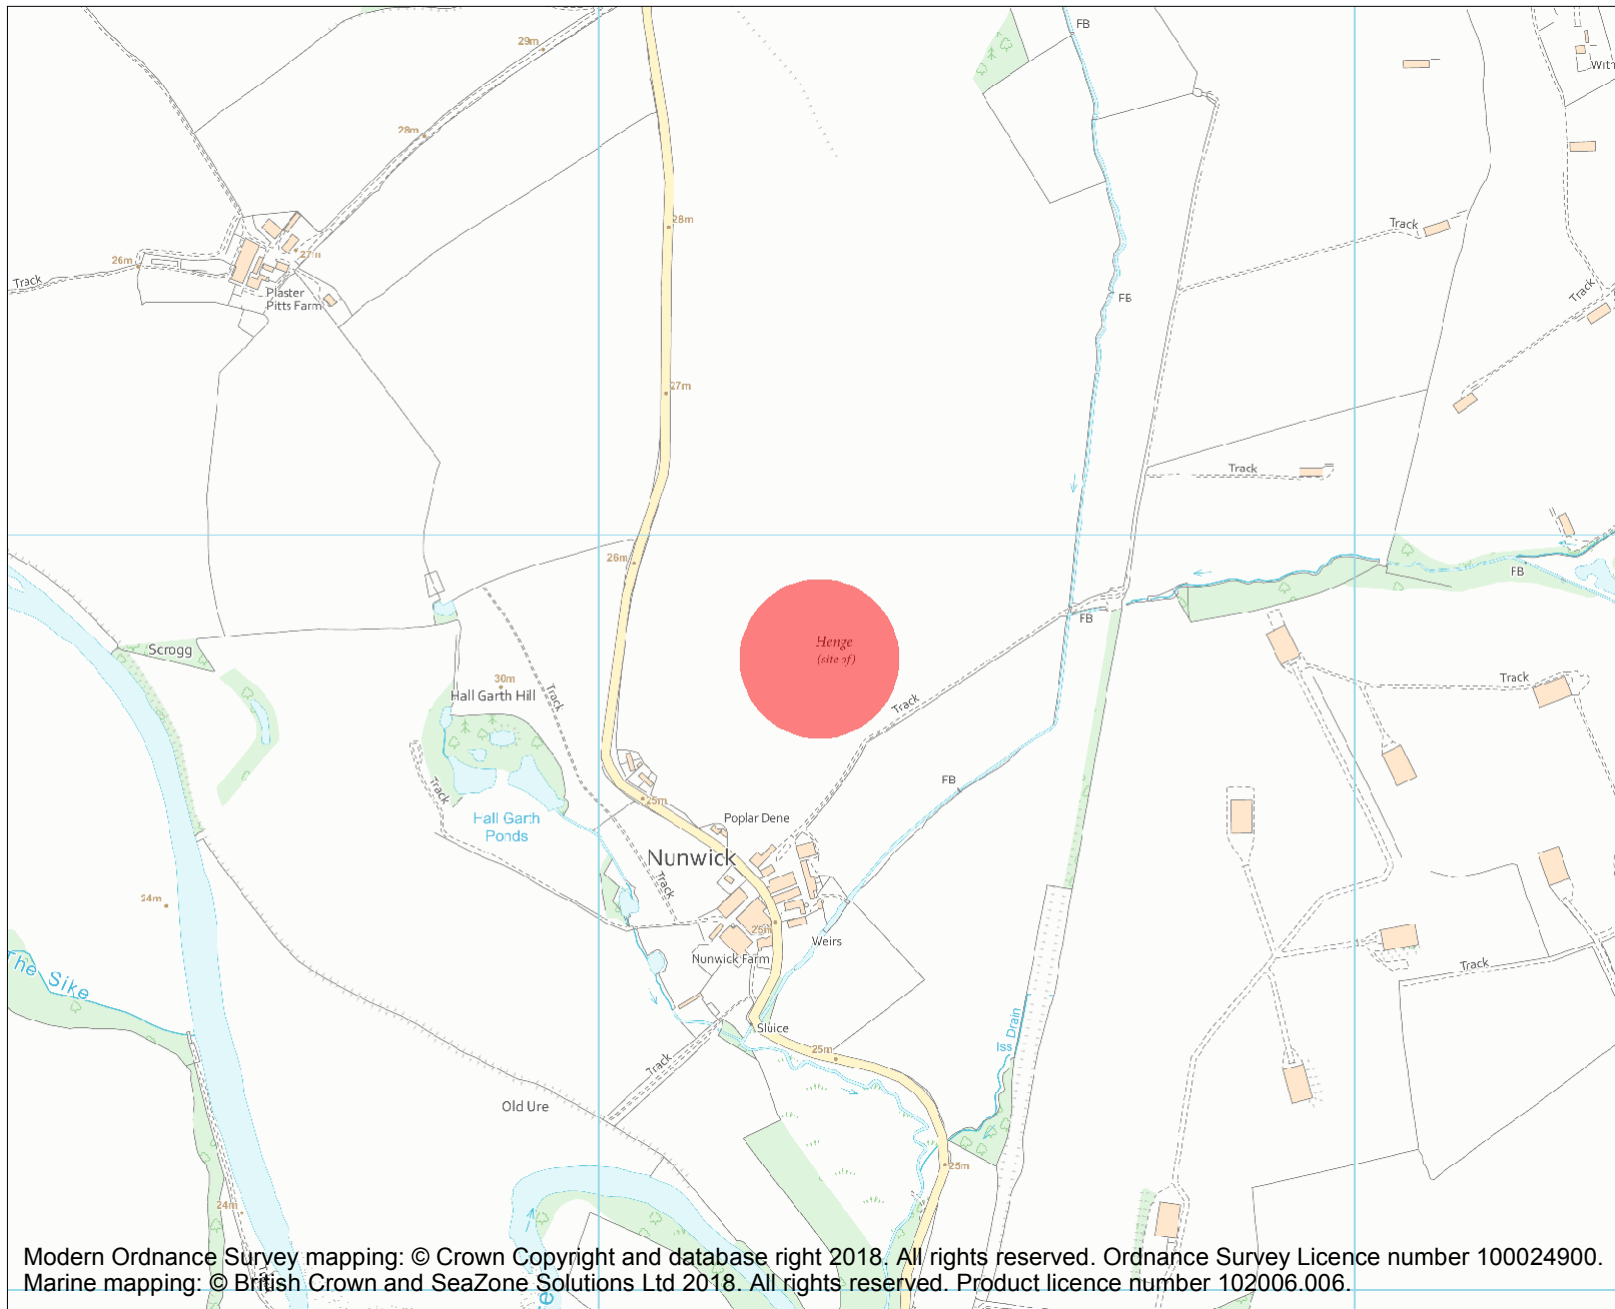 FB
29m
With
28m
28m
Track
26m
27m
Track
Plaster
Pitts Farm
Track
FB
27m
Track
26m
FB
FB
Henge
(site of)
Scrogg
30m
Hall Garth Hill
Track
Track
Track
FB
Track
25m
Hall Garth
Ponds
Poplar Dene
Nunwick
Track
24m
25m
Weirs
Nunwick Farm
The Sike
Track
Iss Drain
Sluice
25m
Track
Old Ure
25m
24m
Track
Modern Ordnance Survey mapping: © Crown Copyright and database right 2018. All rights reserved. Ordnance Survey Licence number 100024900.
Marine mapping: © British Crown and SeaZone Solutions Ltd 2018. All rights reserved. Product licence number 102006.006.